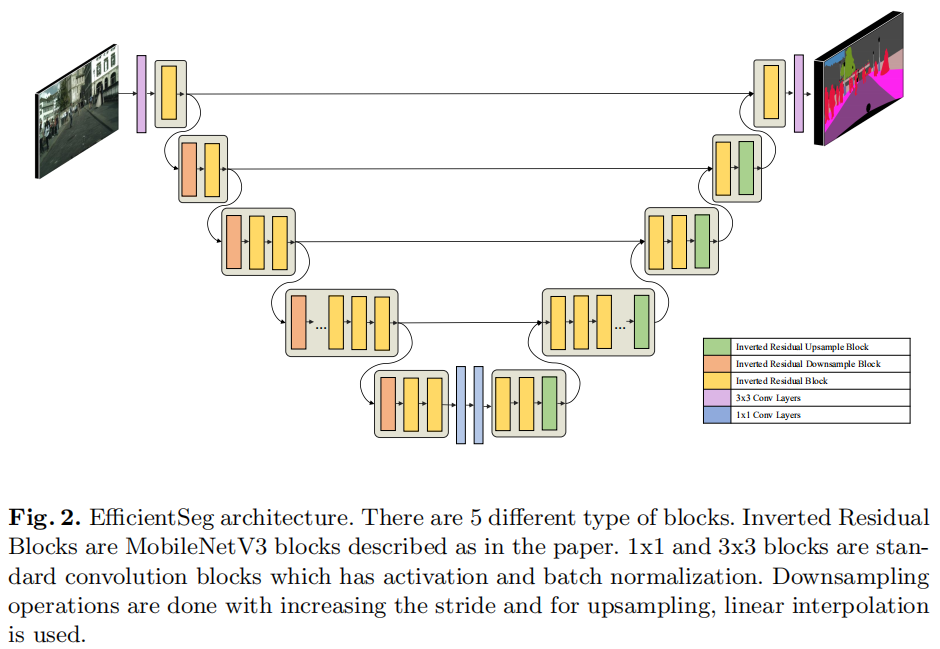 ...
...
Inverted Residual Upsample Block
Inverted Residual Downsample Block
Inverted Residual Block
3x3 Conv Layers
1x1 Conv Layers
Fig. 2. EfficientSeg architecture. There are 5 different type of blocks. Inverted Residual
Blocks are MobileNetV3 blocks described as in the paper. 1x1 and 3x3 blocks are stan-
dard convolution blocks which has activation and batch normalization. Downsampling
operations are done with increasing the stride and for upsampling, linear interpolation
is used.